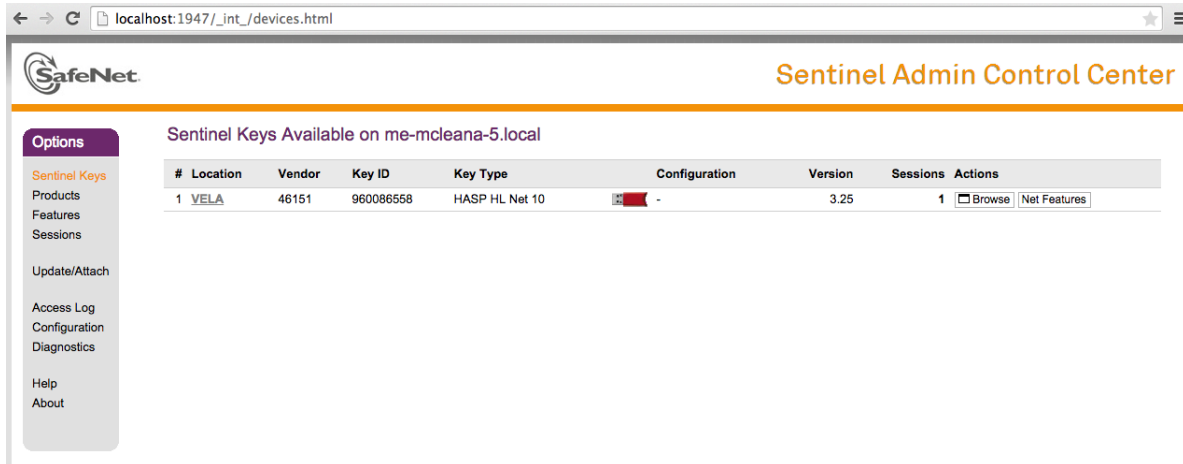 localhost:1947/_int_/devices.html
SafeNet.
Sentinel Admin Control Center
Options
Sentinel Keys
Products
Features
Sessions
Update/Attach
Access Log
Configuration
Diagnostics
Help
About
Sentinel Keys Available on me-mcleana-5.local
# Location Vendor Key ID Key Type Configuration Version Sessions Actions
1 VELA 46151 960086558 HASP HL Net 10 - 3.25 1 Browse Net Features